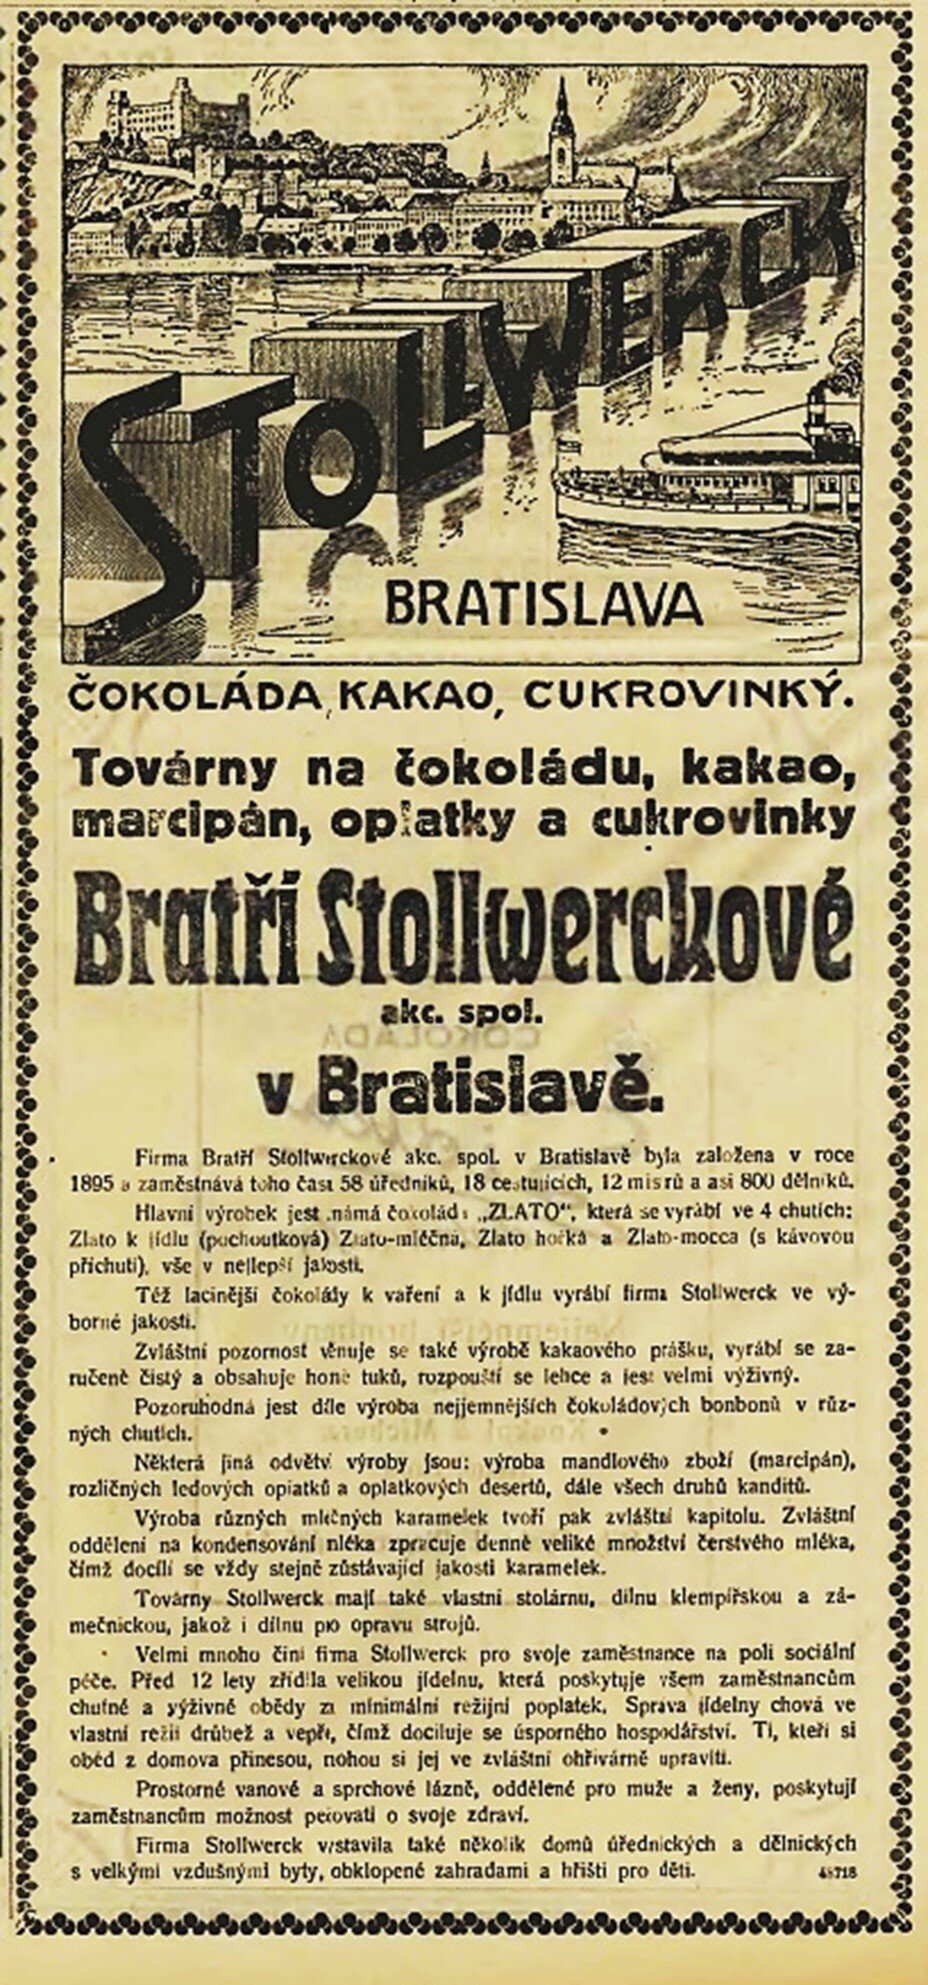 STOLLWERCK
BRATISLAVA
ČOKOLÁDA, KAKAO, CUKROVINKÝ.
Továrny na čokoládu, kakao,
marcipán, oplatky a cukrovinky
Bratří Stollwerckové
akc. spol.
v Bratislavě.
Firma Bratří Stollwerckové akc. spol. v Bratislavě byla založena v roce
1895 a zaměstnává toho čast 58 úředníků, 18 cestujících, 12 misrů a asi 800 dělníků.
Hlavní výrobek jest známá čokoláda „ZLATO“, která se vyrábí ve 4 chutích:
Zlato k jídlu (pochoutková) Zlato-mléčná, Zlato hořká a Zlato-mocca (s kávovou
příchutí), vše v nejlepší jakosti.
Též lacinější čokolády k vaření a k jídlu vyrábí firma Stollwerck ve vý-
borné jakosti.
Zvláštní pozornost věnuje se také výrobě kakaového prášku, vyrábí se za-
ručeně čistý a obsahuje honě tuků, rozpouští se lehce a jest velmi výživný.
Pozoruhodná jest díle výroba nejjemnějších čokoládových bonbonů v růz-
ných chutích.
Některá jiná odvětví výroby jsou: výroba mandlového zboží (marcipán),
rozličných ledových oplatků a oplatkových desertů, dále všech druhů kanditů.
Výroba různých mléčných karamelek tvoří pak zvláštní kapitolu. Zvláštní
oddělení na kondensování mléka zpracuje denně veliké množství čerstvého mléka,
čímž docílí se vždy stejně zůstávající jakosti karamelek.
Továrny Stollwerck mají také vlastní stolárnu, dílnu klempířskou a zá-
mečnickou, jakož i dílnu pro opravu strojů.
Velmi mnoho činí firma Stollwerck pro svoje zaměstnance na poli sociální
péče. Před 12 lety zřídila velikou jídelnu, která poskytuje všem zaměstnancům
chutné a výživné obědy za minimální režijní poplatek. Správa jídelny chová ve
vlastní režii drůbež a vepře, čímž dociluje se úsporného hospodářství. Ti, kteří si
oběd z domova přinesou, mohou si jej ve zvláštní ohřívárně upraviti.
Prostorné vanové a sprchové lázně, oddělené pro muže a ženy, poskytují
zaměstnancům možnost pečovati o svoje zdraví.
Firma Stollwerck vystavila také několik domů úřednických a dělnických
s velkými vzdušnými byty, obklopené zahradami a hřišti pro děti.